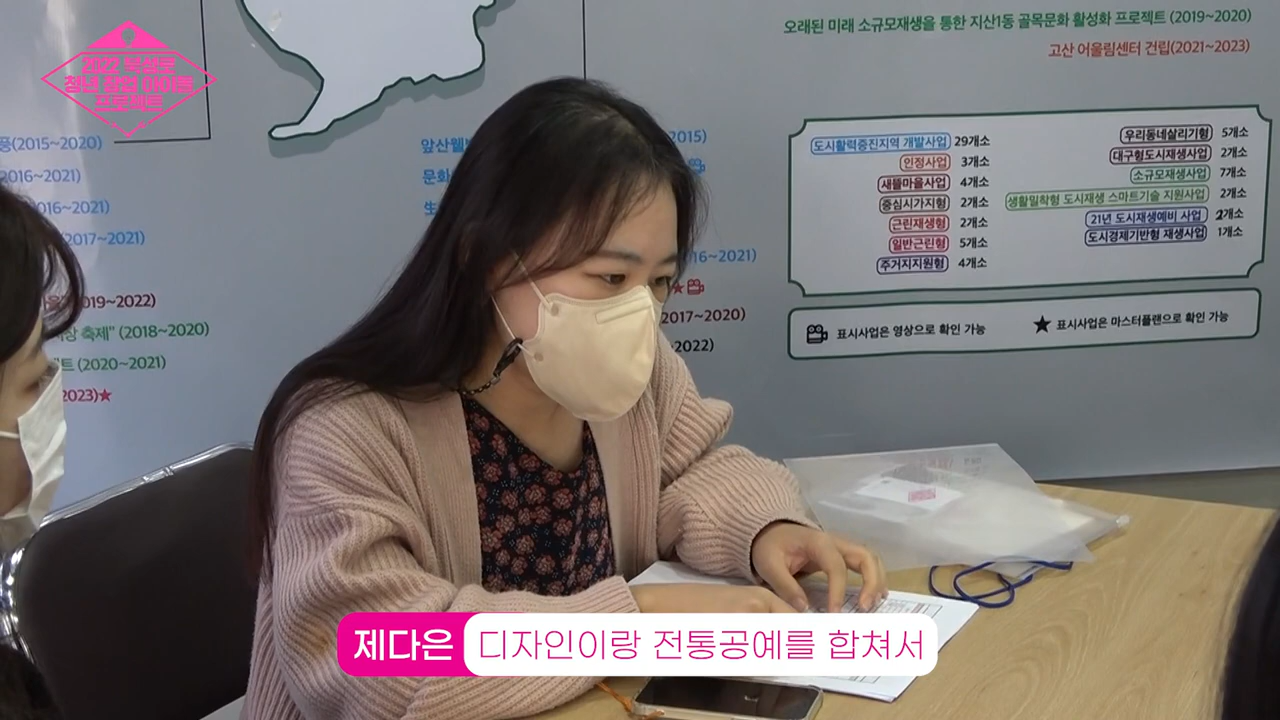 2022 북성로
청년 창업 아이템
프로젝트
오래된 미래 소규모재생을 통한 지산1동 골목문화 활성화 프로젝트 (2019~2020)
고산 어울림센터 건립(2021~2023)
(2015~2020)
2016~2021)
016~2021)
(2017~2021)
019~2022)
축제" (2018~2020)
트 (2020~2021)
2023)★
앞산웰
문화
2015)
016~2021)
★
2017~2020)
2022)
도시활력증진지역 개발사업 29개소
인정사업 3개소
새뜰마을사업 4개소
중심시가지형 2개소
근린재생형 2개소
일반근린형 5개소
주거지지원형 4개소
우리동네살리기형 5개소
대구형도시재생사업 2개소
소규모재생사업 7개소
생활밀착형 도시재생 스마트기술 지원사업 2개소
21년 도시재생예비 사업 2개소
도시경제기반형 재생사업 1개소
표시사업은 영상으로 확인 가능
★ 표시사업은 마스터플랜으로 확인 가능
제다은 디자인이랑 전통공예를 합쳐서